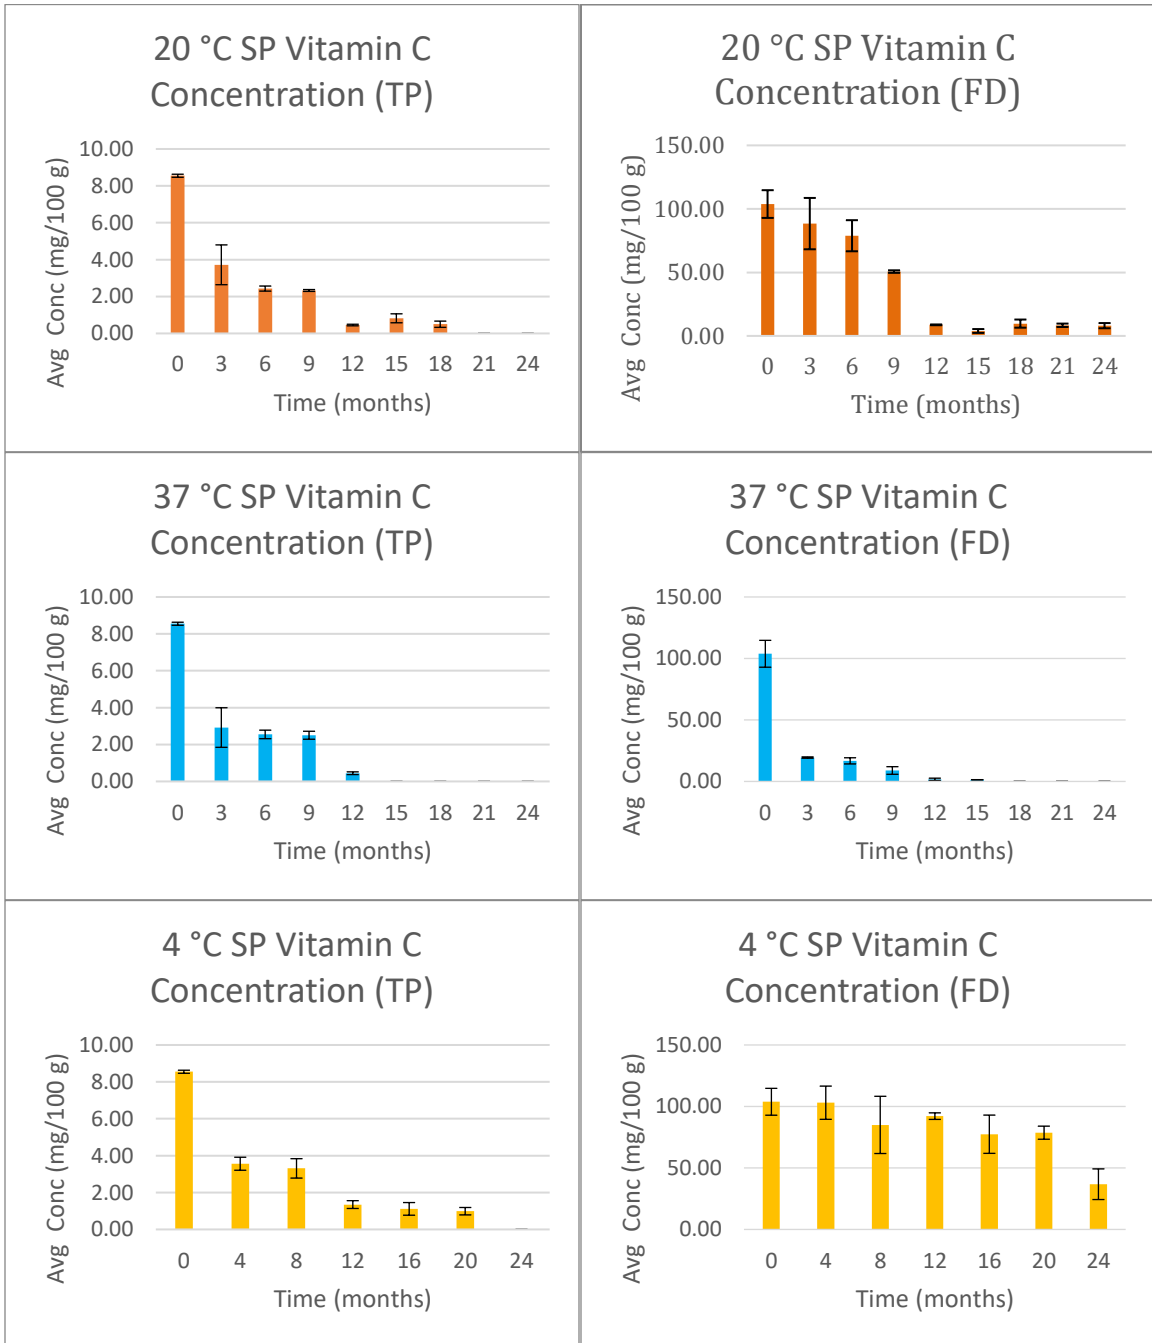 20 °C SP Vitamin C
Concentration (TP)
Avg Conc (mg/100 g)
10.00
8.00
6.00
4.00
2.00
0.00
0 3 6 9 12 15 18 21 24
Time (months)
20 °C SP Vitamin C
Concentration (FD)
Avg Conc (mg/100 g)
150.00
100.00
50.00
0.00
0 3 6 9 12 15 18 21 24
Time (months)
37 °C SP Vitamin C
Concentration (TP)
Avg Conc (mg/100 g)
10.00
8.00
6.00
4.00
2.00
0.00
0 3 6 9 12 15 18 21 24
Time (months)
37 °C SP Vitamin C
Concentration (FD)
Avg Conc (mg/100 g)
150.00
100.00
50.00
0.00
0 3 6 9 12 15 18 21 24
Time (months)
4 °C SP Vitamin C
Concentration (TP)
Avg Conc (mg/100 g)
10.00
8.00
6.00
4.00
2.00
0.00
0 4 8 12 16 20 24
Time (months)
4 °C SP Vitamin C
Concentration (FD)
Avg Conc (mg/100 g)
150.00
100.00
50.00
0.00
0 4 8 12 16 20 24
Time (months)